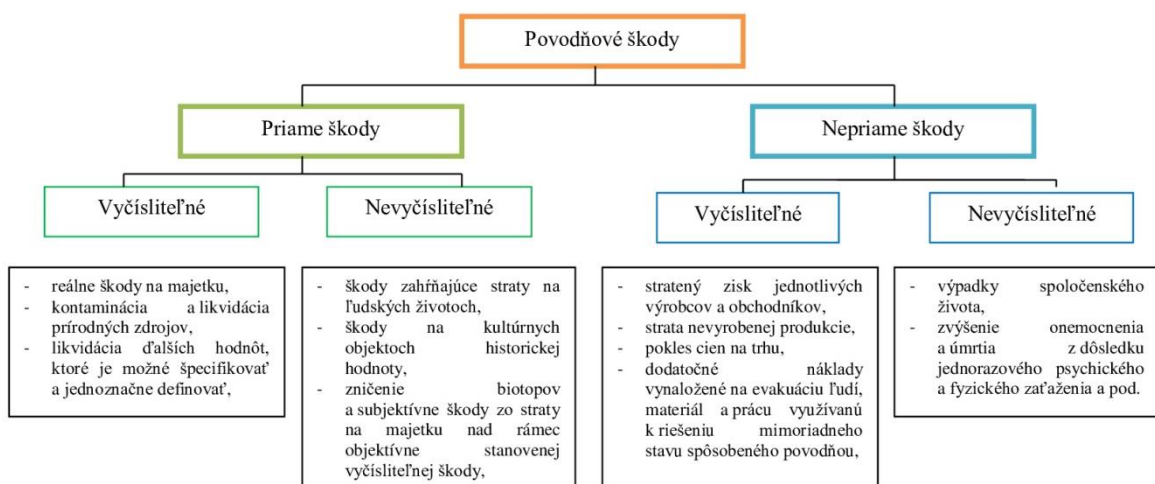 Povodňové škody
Priame škody
Nepriame škody
Vyčísliteľné
Nevyčísliteľné
Vyčísliteľné
Nevyčísliteľné
- reálne škody na majetku,
- kontaminácia a likvidácia
prírodných zdrojov,
- likvidácia ďalších hodnôt,
ktoré je možné špecifikovať
a jednoznačne definovať,
- škody zahŕňajúce straty na
ľudských životoch,
- škody na kultúrnych
objektoch historickej
hodnoty,
- zničenie biotopov
a subjektívne škody zo straty
na majetku nad rámec
objektívne stanovenej
vyčísliteľnej škody,
- stratený zisk jednotlivých
výrobcov a obchodníkov,
- strata nevyrobenej produkcie,
- pokles cien na trhu,
- dodatočné náklady
vynaložené na evakuáciu ľudí,
materiál a prácu využívanú
k riešeniu mimoriadneho
stavu spôsobeného povodňou,
- výpadky spoločenského
života,
- zvýšenie onemocnenia
a úmrtia z dôsledku
jednorazového psychického
a fyzického zaťaženia a pod.